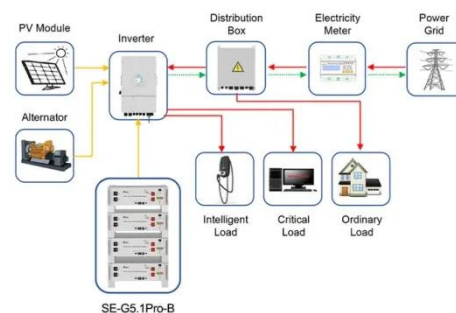 PV Module
Inverter
Distribution
Box
Electricity
Meter
Power
Grid
Alternator
Intelligent
Load
Critical
Load
Ordinary
Load
SE-G5.1Pro-B